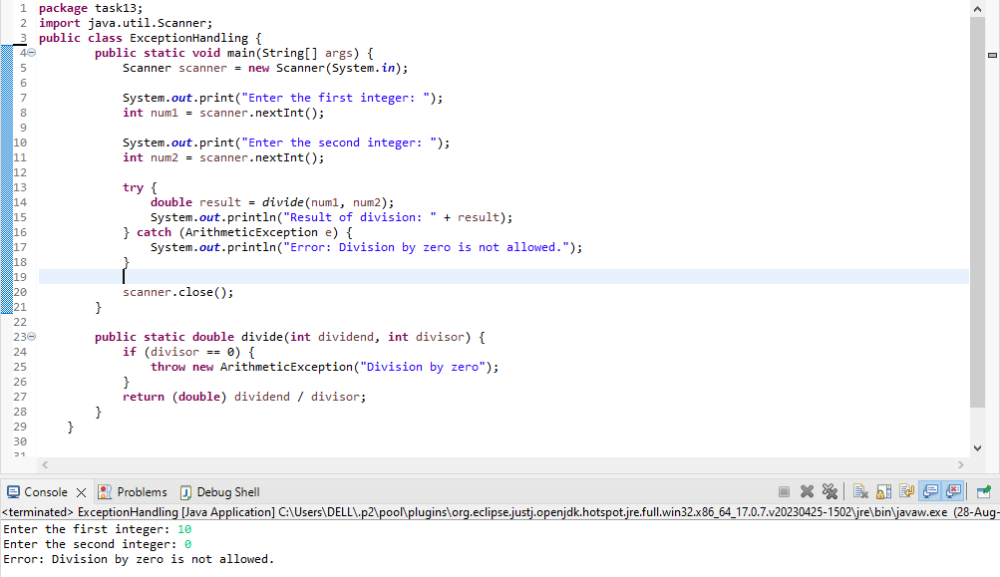 1 package task13;
2 import java.util.Scanner;
3 public class ExceptionHandling {
4 public static void main(String[] args) {
5 Scanner scanner = new Scanner(System.in);
6
7 System.out.print("Enter the first integer: ");
8 int num1 = scanner.nextInt();
9
10 System.out.print("Enter the second integer: ");
11 int num2 = scanner.nextInt();
12
13 try {
14 double result = divide(num1, num2);
15 System.out.println("Result of division: " + result);
16 } catch (ArithmeticException e) {
17 System.out.println("Error: Division by zero is not allowed.");
18 }
19
20 scanner.close();
21 }
22
23 public static double divide(int dividend, int divisor) {
24 if (divisor == 0) {
25 throw new ArithmeticException("Division by zero");
26 }
27 return (double) dividend / divisor;
28 }
29 }
30
31
Console Problems Debug Shell
<terminated> ExceptionHandling [Java Application] C:\Users\DELL\.p2\pool\plugins\org.eclipse.justj.openjdk.hotspot.jre.full.win32.x86_64_17.0.7.v20230425-1502\jre\bin\javaw.exe (28-Aug-
Enter the first integer: 10
Enter the second integer: 0
Error: Division by zero is not allowed.